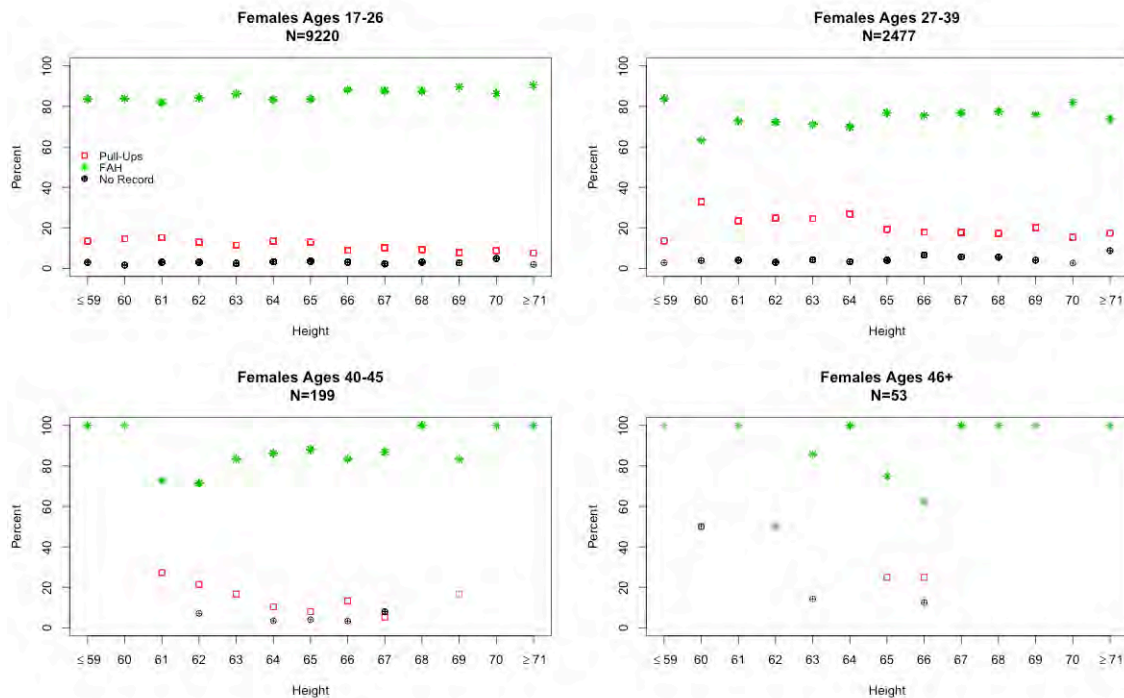 Females Ages 17-26
N=9220
Percent
0
20
40
60
80
100
Pull-Ups
FAH
No Record
≤59 60 61 62 63 64 65 66 67 68 69 70 ≥71
Height
Females Ages 27-39
N=2477
Percent
0
20
40
60
80
100
≤59 60 61 62 63 64 65 66 67 68 69 70 ≥71
Height
Females Ages 40-45
N=199
Percent
0
20
40
60
80
100
≤59 60 61 62 63 64 65 66 67 68 69 70 ≥71
Height
Females Ages 46+
N=53
Percent
0
20
40
60
80
100
≤59 60 61 62 63 64 65 66 67 68 69 70 ≥71
Height